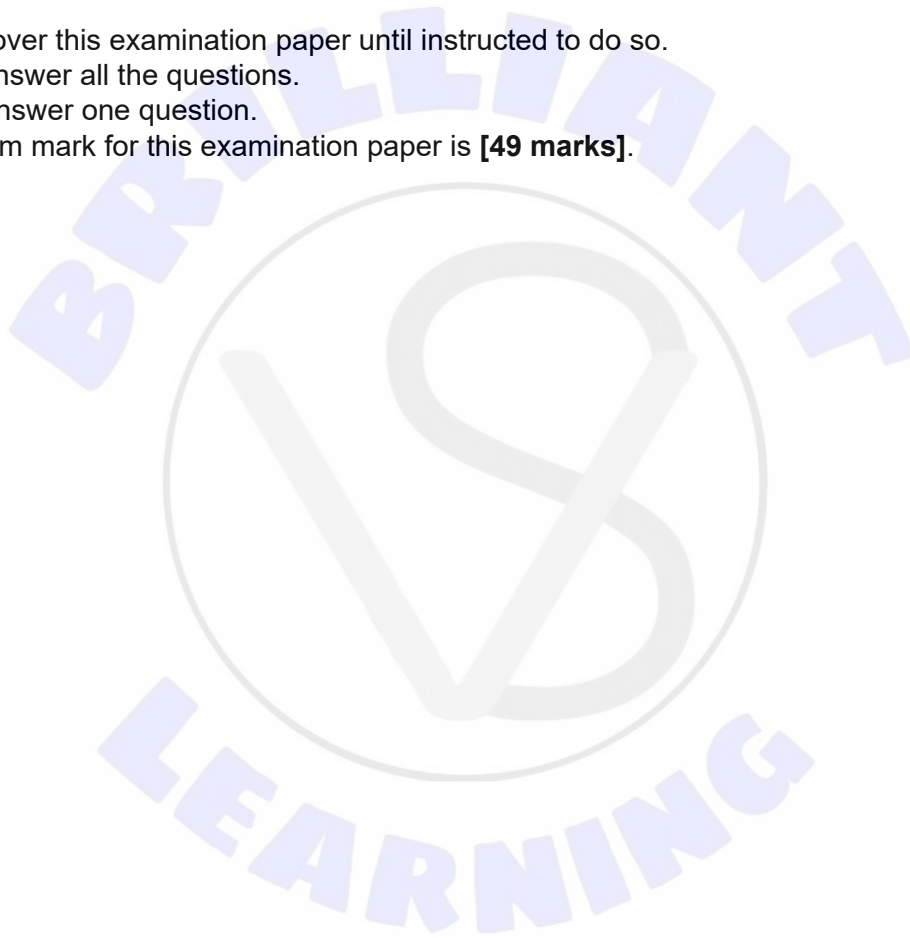 over this examination paper until instructed to do so.
nswer all the questions.
nswer one question.
m mark for this examination paper is [49 marks].
BRILLIANT
VS
LEARNING